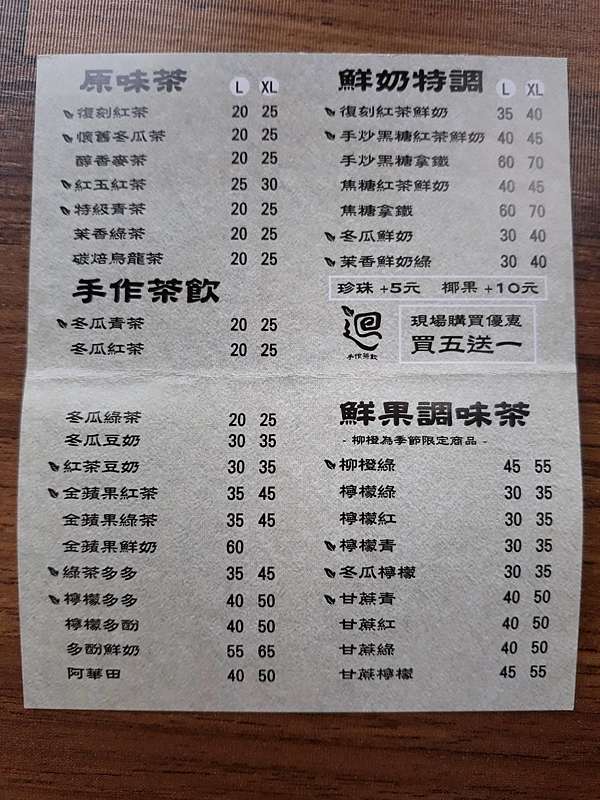 原味茶 L XL
復刻紅茶 20 25
懷舊冬瓜茶 20 25
醇香麥茶 20 25
紅玉紅茶 25 30
特級青茶 20 25
茉香綠茶 20 25
碳焙烏龍茶 20 25
手作茶飲
冬瓜青茶 20 25
冬瓜紅茶 20 25
冬瓜綠茶 20 25
冬瓜豆奶 30 35
紅茶豆奶 30 35
金蘋果紅茶 35 45
金蘋果綠茶 35 45
金蘋果鮮奶 60
綠茶多多 35 45
檸檬多多 40 50
檸檬多酚 40 50
多酚鮮奶 55 65
阿華田 40 50
鮮奶特調 L XL
復刻紅茶鮮奶 35 40
手炒黑糖紅茶鮮奶 40 45
手炒黑糖拿鐵 60 70
焦糖紅茶鮮奶 40 45
焦糖拿鐵 60 70
冬瓜鮮奶 30 40
茉香鮮奶綠 30 40
珍珠 +5元 椰果 +10元
迴
手作茶飲
現場購買優惠
買五送一
鮮果調味茶
- 柳橙為季節限定商品 -
柳橙綠 45 55
檸檬綠 30 35
檸檬紅 30 35
檸檬青 30 35
冬瓜檸檬 30 35
甘蔗青 40 50
甘蔗紅 40 50
甘蔗綠 40 50
甘蔗檸檬 45 55